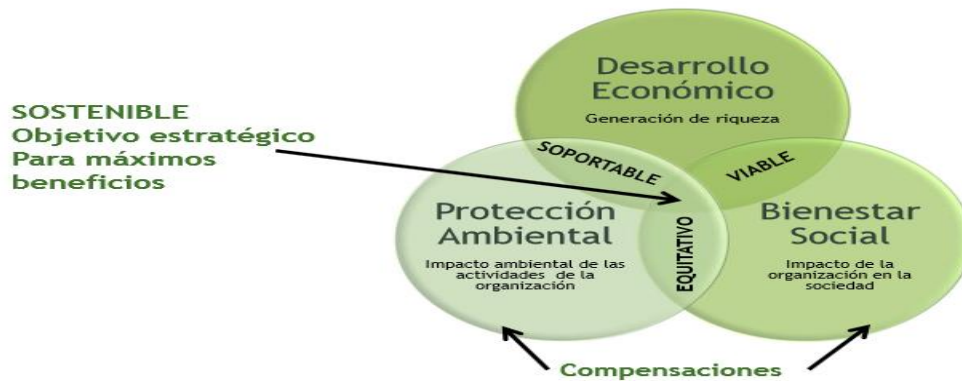 Desarrollo
Económico
Generación de riqueza
SOSTENIBLE
Objetivo estratégico
Para máximos
beneficios
SOPORTABLE
VIABLE
Protección
Ambiental
Impacto ambiental de las
actividades de la
organización
EQUITATIVO
Bienestar
Social
Impacto de la
organización en la
sociedad
Compensaciones